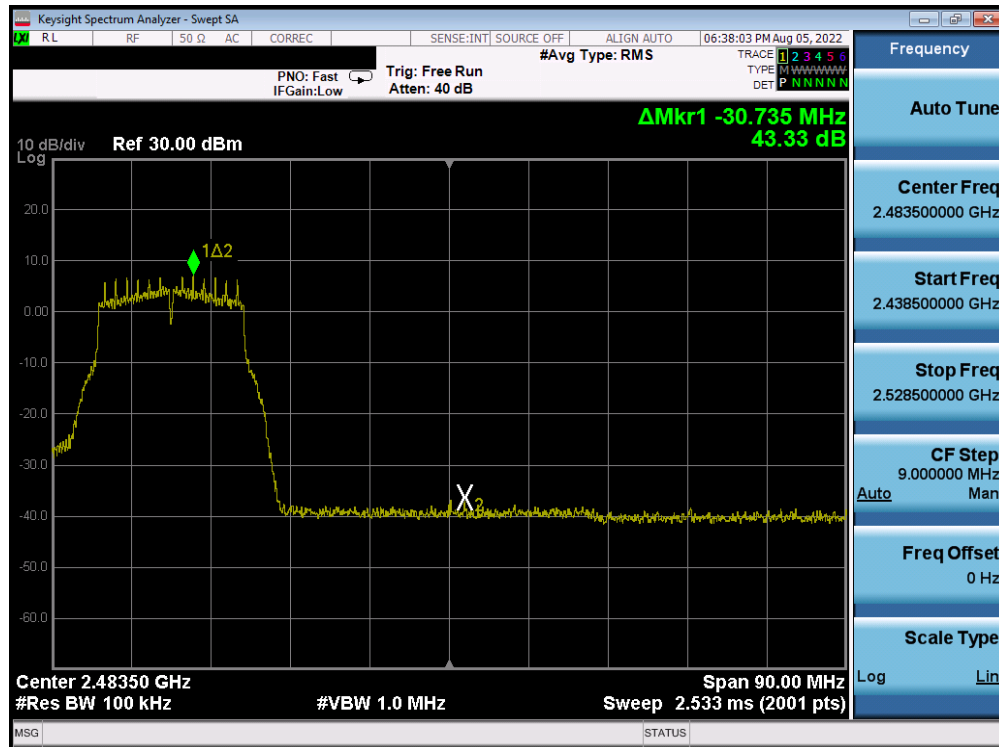 Keysight Spectrum Analyzer - Swept SA
LXI RL RF 50 Ω AC CORREC SENSE:INT SOURCE OFF ALIGN AUTO 06:38:03 PM Aug 05, 2022
#Avg Type: RMS
TRACE 1 2 3 4 5 6
PNO: Fast Trig: Free Run
TYPE M WWWWW
IFGain:Low Atten: 40 dB
DET P N N N N N
ΔMkr1 -30.735 MHz
43.33 dB
10 dB/div Ref 30.00 dBm
Log
20.0
1Δ2
10.0
0.00
-10.0
-20.0
-30.0
X2
-40.0
-50.0
-60.0
Center 2.48350 GHz Span 90.00 MHz
#Res BW 100 kHz #VBW 1.0 MHz Sweep 2.533 ms (2001 pts)
MSG STATUS
Frequency
Auto Tune
Center Freq
2.483500000 GHz
Start Freq
2.438500000 GHz
Stop Freq
2.528500000 GHz
CF Step
9.000000 MHz
Auto Man
Freq Offset
0 Hz
Scale Type
Log Lin